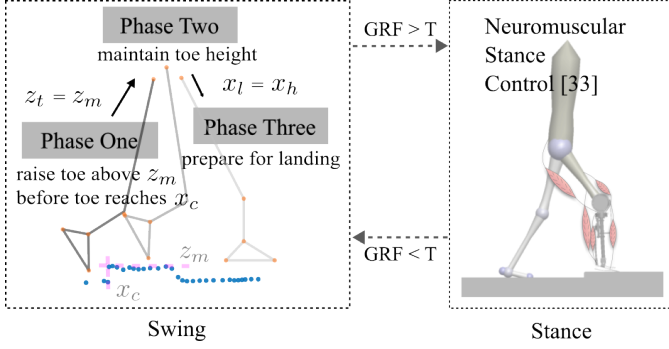 Phase Two
maintain toe height
z_t = z_m
x_l = x_h
Phase One
Phase Three
raise toe above z_m
before toe reaches x_c
prepare for landing
z_m
x_c
Swing
GRF > T
GRF < T
Neuromuscular
Stance
Control [33]
Stance